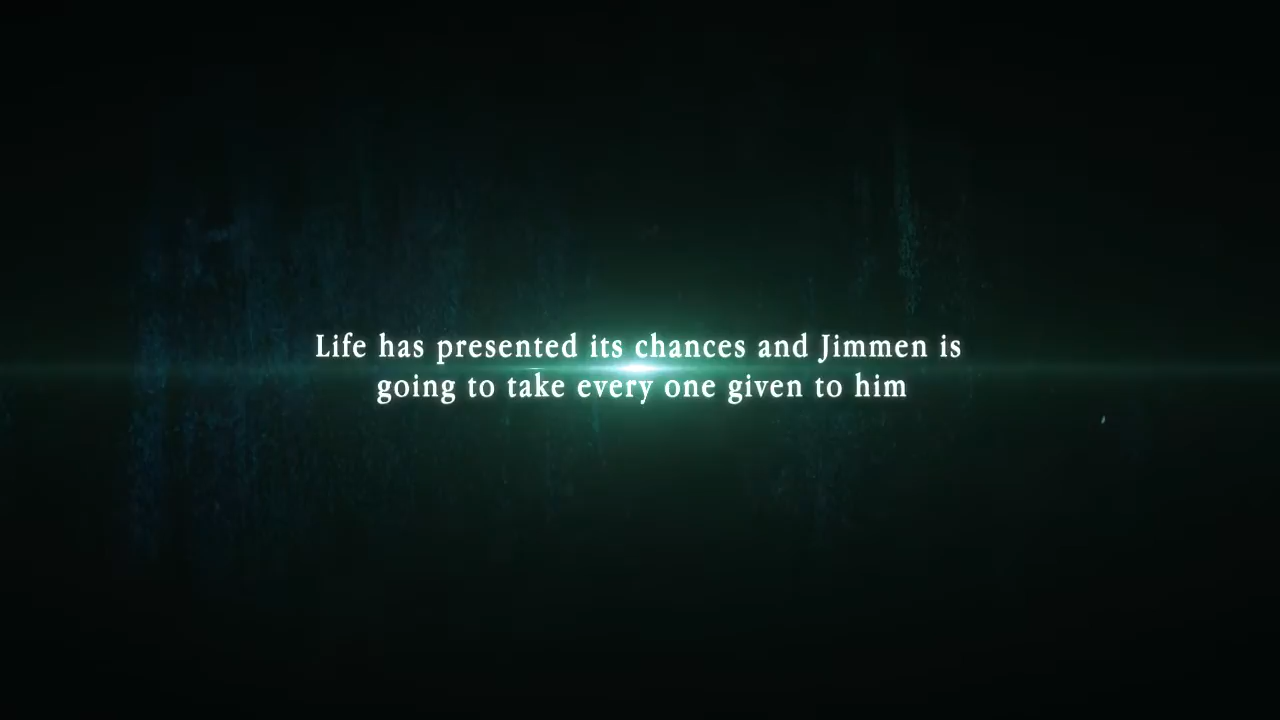 Life has presented its chances and Jimmen is
going to take every one given to him